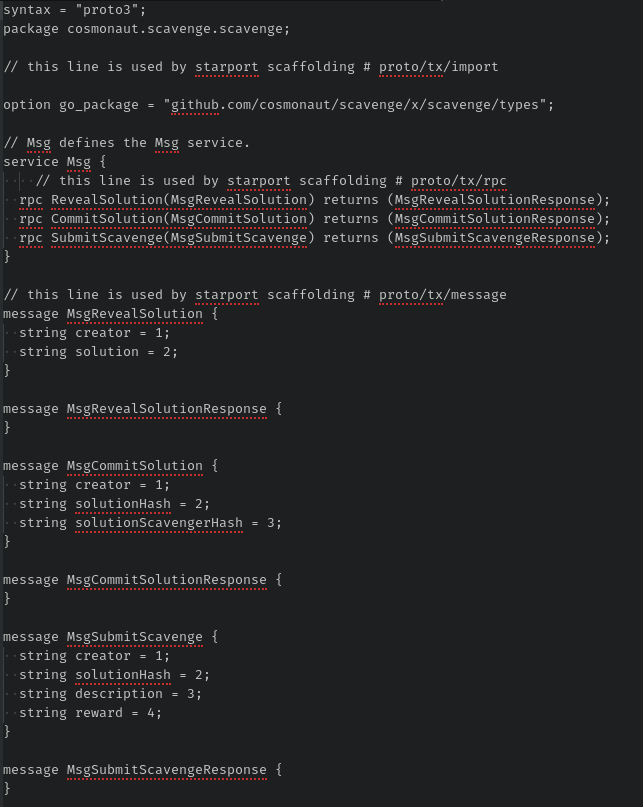 syntax = "proto3";
package cosmonaut.scavenge.scavenge;

// this line is used by starport scaffolding # proto/tx/import

option go_package = "github.com/cosmonaut/scavenge/x/scavenge/types";

// Msg defines the Msg service.
service Msg {
    // this line is used by starport scaffolding # proto/tx/rpc
  rpc RevealSolution(MsgRevealSolution) returns (MsgRevealSolutionResponse);
  rpc CommitSolution(MsgCommitSolution) returns (MsgCommitSolutionResponse);
  rpc SubmitScavenge(MsgSubmitScavenge) returns (MsgSubmitScavengeResponse);
}

// this line is used by starport scaffolding # proto/tx/message
message MsgRevealSolution {
  string creator = 1;
  string solution = 2;
}

message MsgRevealSolutionResponse {
}

message MsgCommitSolution {
  string creator = 1;
  string solutionHash = 2;
  string solutionScavengerHash = 3;
}

message MsgCommitSolutionResponse {
}

message MsgSubmitScavenge {
  string creator = 1;
  string solutionHash = 2;
  string description = 3;
  string reward = 4;
}

message MsgSubmitScavengeResponse {
}